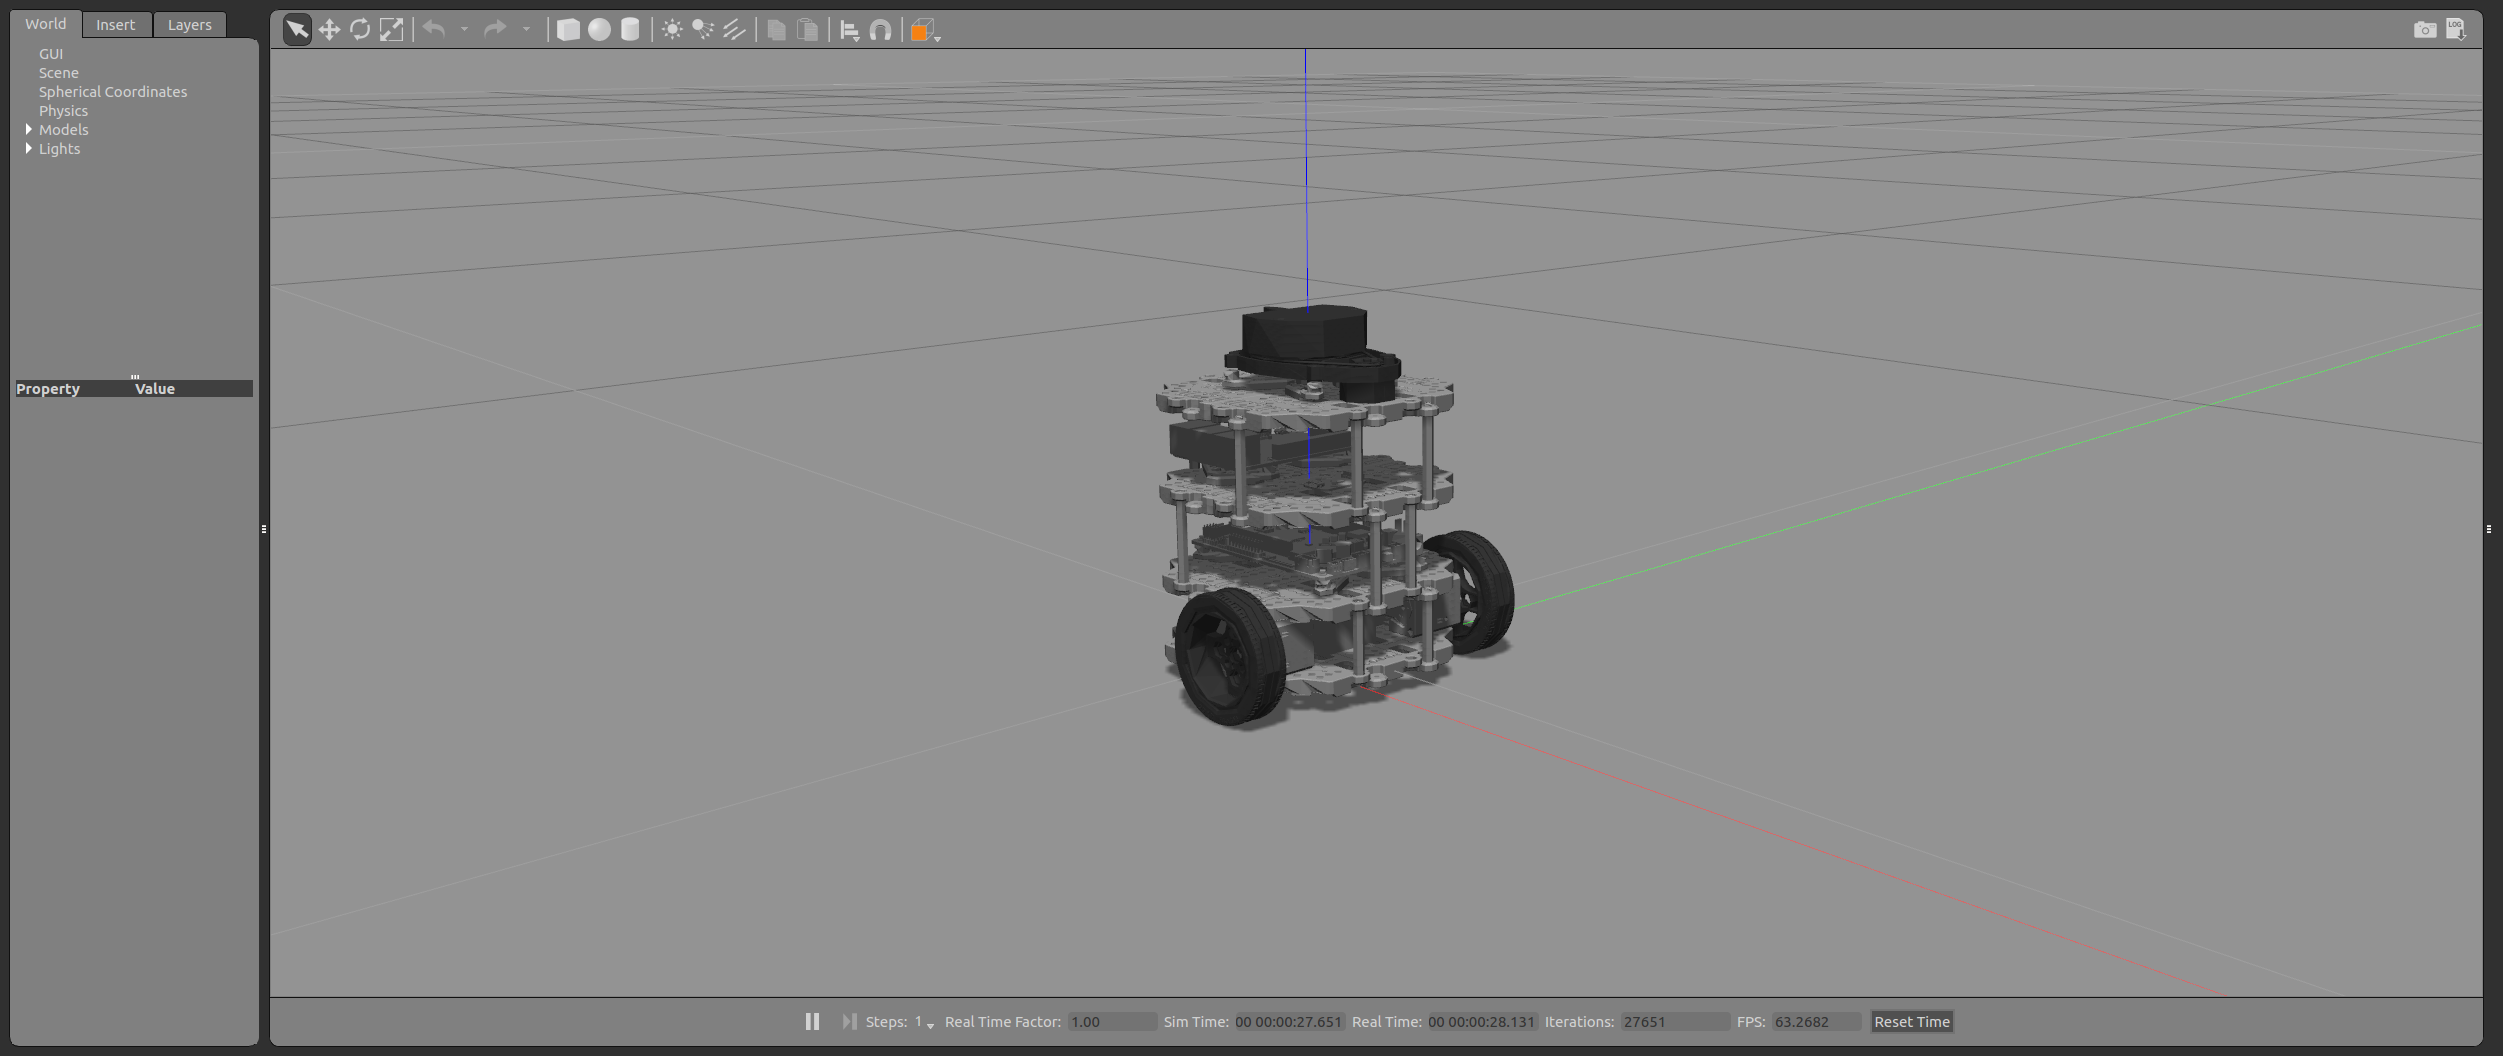 World Insert Layers
GUI
Scene
Spherical Coordinates
Physics
Models
Lights
Property Value
LOG
Steps: 1 Real Time Factor: 1.00 Sim Time: 00 00:00:27.651 Real Time: 00 00:00:28.131 Iterations: 27651 FPS: 63.2682 Reset Time